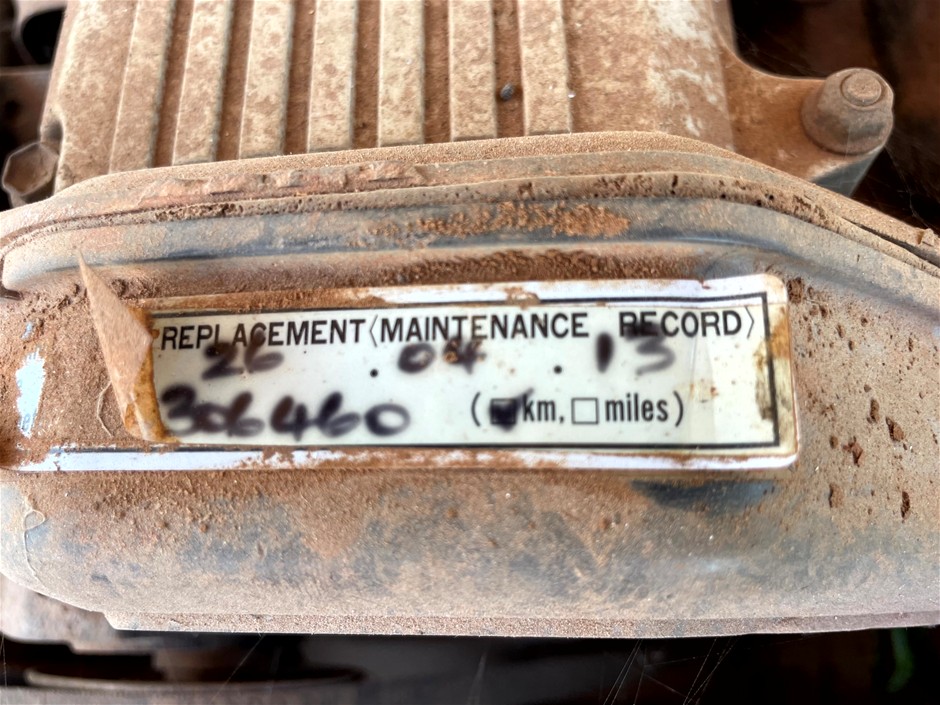 REPLACEMENT (MAINTENANCE RECORD)
26 . 04 . 13
306460 (■km, □miles)